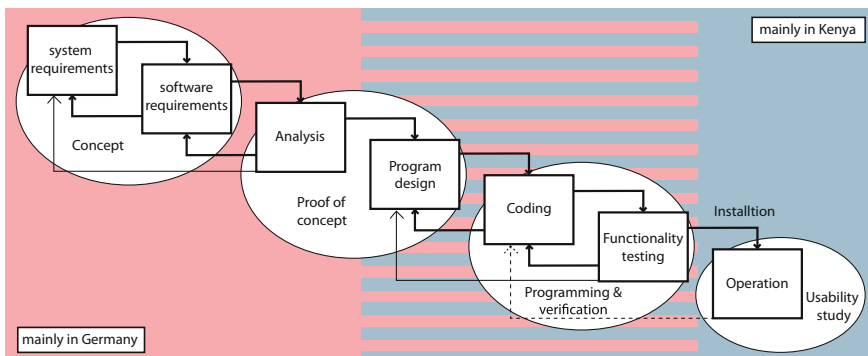 mainly in Kenya
system
requirements
software
requirements
Concept
Analysis
Proof of
concept
Program
design
Coding
Functionality
testing
Programming &
verification
Installtion
Operation
Usability
study
mainly in Germany